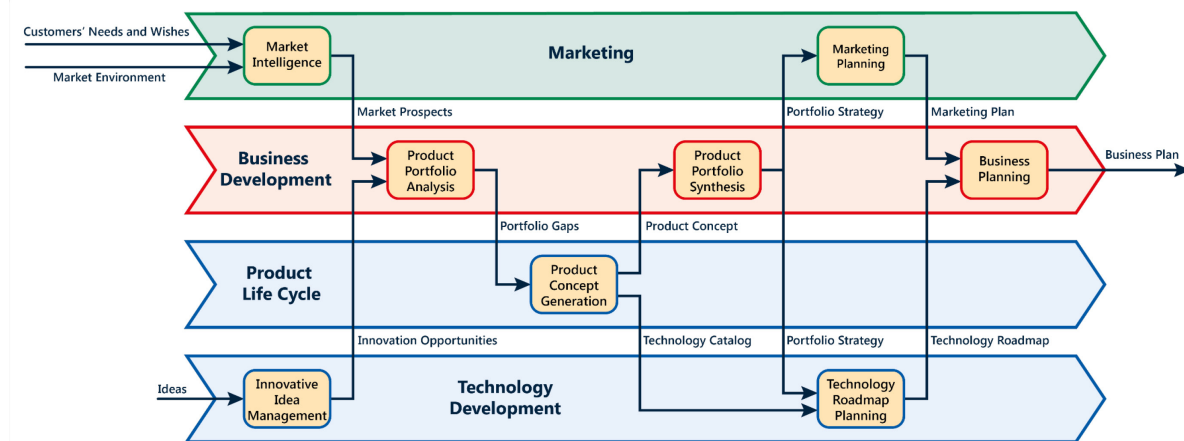 Customers' Needs and Wishes
Market Environment
Market
Intelligence
Marketing
Marketing
Planning
Market Prospects
Portfolio Strategy
Marketing Plan
Business
Development
Product
Portfolio
Analysis
Product
Portfolio
Synthesis
Business
Planning
Business Plan
Portfolio Gaps
Product Concept
Product
Life Cycle
Product
Concept
Generation
Innovation Opportunities
Technology Catalog
Portfolio Strategy
Technology Roadmap
Ideas
Innovative
Idea
Management
Technology
Development
Technology
Roadmap
Planning